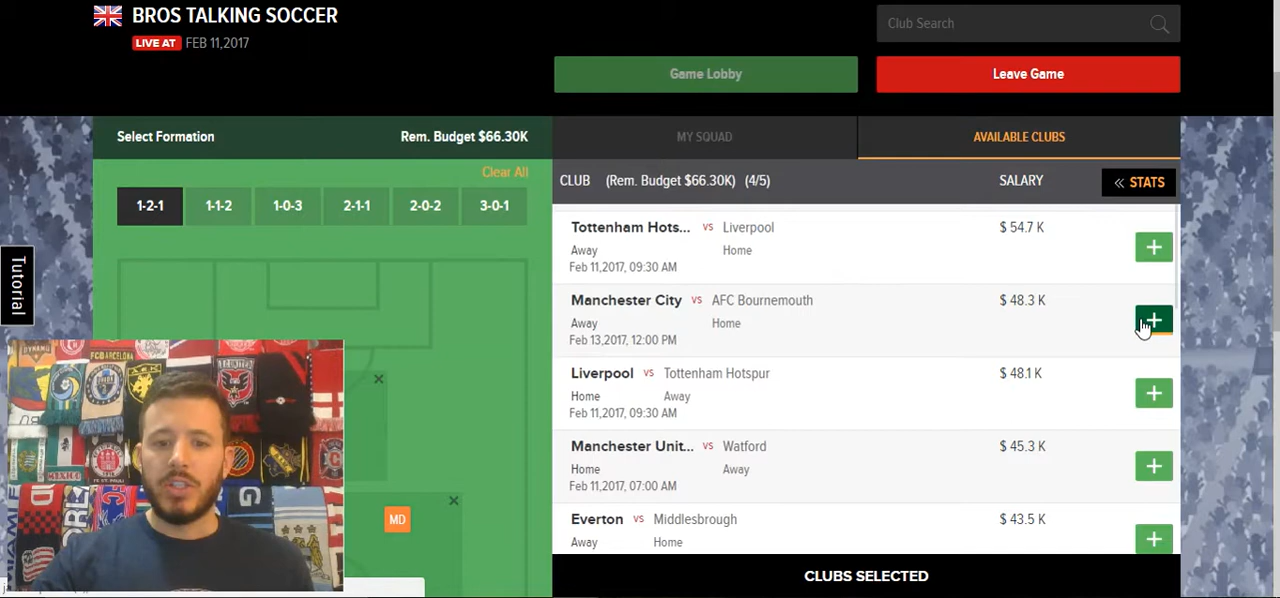 BROS TALKING SOCCER
LIVE AT FEB 11,2017
Club Search
Game Lobby
Leave Game
Select Formation
Rem. Budget $66.30K
MY SQUAD
AVAILABLE CLUBS
Clear All
CLUB (Rem. Budget $66.30K) (4/5)
SALARY
« STATS
1-2-1
1-1-2
1-0-3
2-1-1
2-0-2
3-0-1
Tottenham Hots... vs Liverpool
$ 54.7 K
Away
Home
Feb 11,2017, 09:30 AM
Manchester City vs AFC Bournemouth
$ 48.3 K
Away
Home
Feb 13,2017, 12:00 PM
Liverpool vs Tottenham Hotspur
$ 48.1 K
Home
Away
Feb 11,2017, 09:30 AM
Manchester Unit... vs Watford
$ 45.3 K
Home
Away
Feb 11,2017, 07:00 AM
Everton vs Middlesbrough
$ 43.5 K
Away
Home
CLUBS SELECTED
Tutorial
MD
FCBARCELONA
D.C.UNITED
MEXICO
FC ST.PAULI